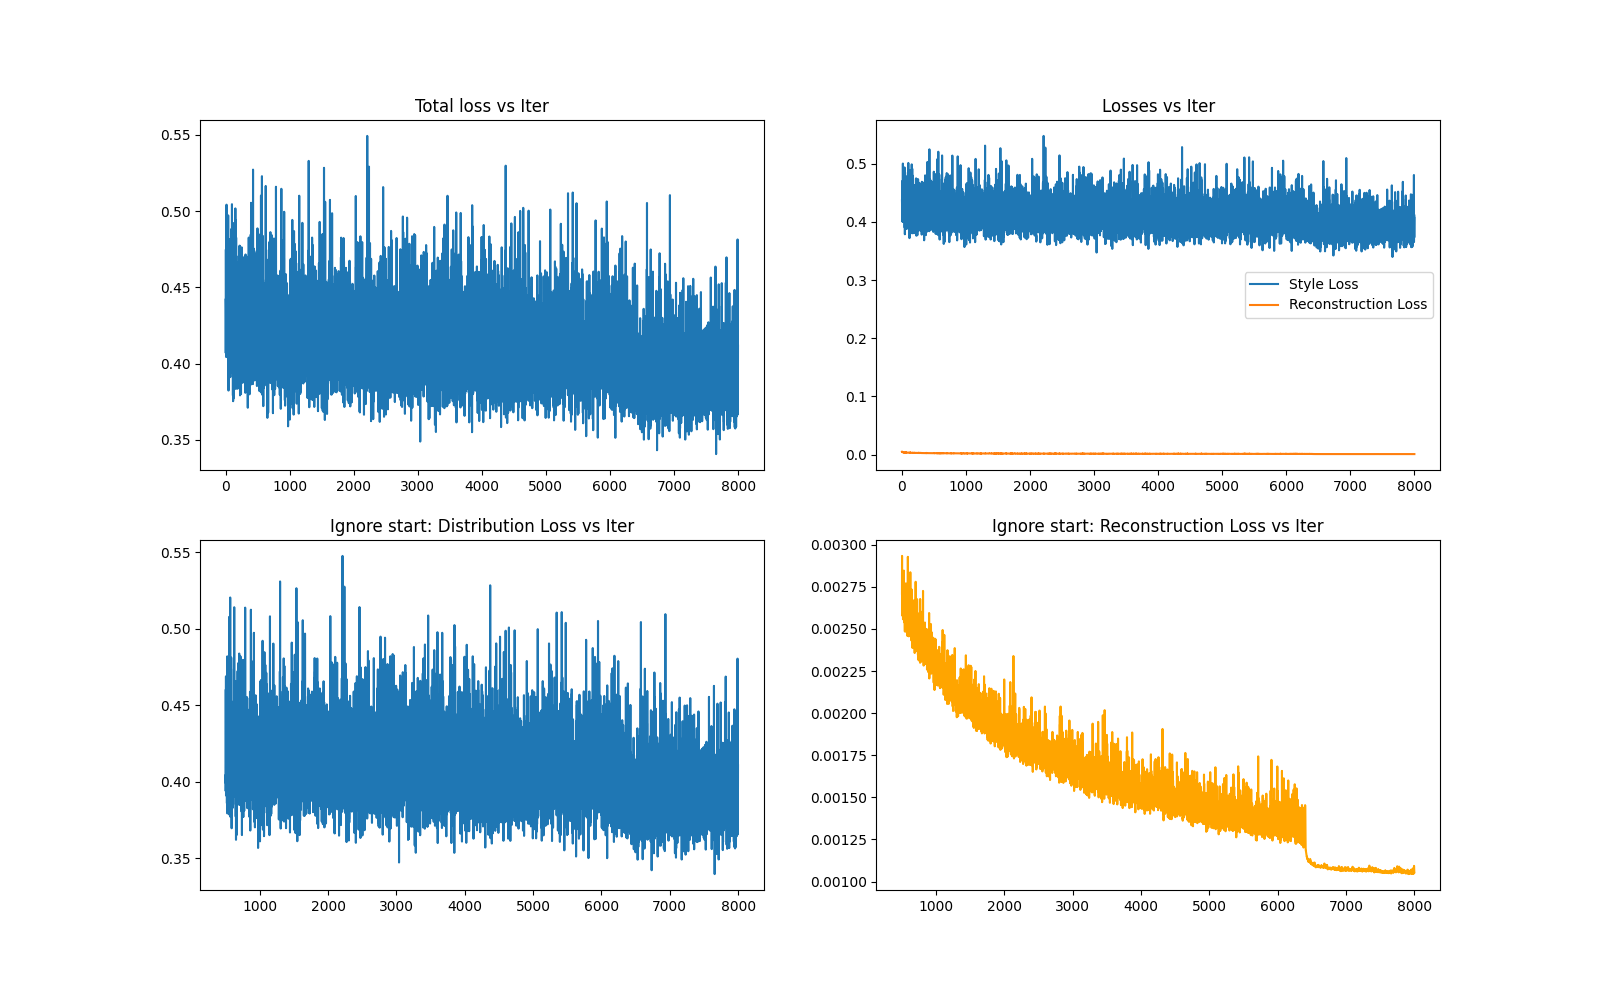 Total loss vs Iter
0.55
0.50
0.45
0.40
0.35
0 1000 2000 3000 4000 5000 6000 7000 8000
Losses vs Iter
0.5
0.4
0.3
0.2
0.1
0.0
Style Loss
Reconstruction Loss
0 1000 2000 3000 4000 5000 6000 7000 8000
Ignore start: Distribution Loss vs Iter
0.55
0.50
0.45
0.40
0.35
1000 2000 3000 4000 5000 6000 7000 8000
Ignore start: Reconstruction Loss vs Iter
0.00300
0.00275
0.00250
0.00225
0.00200
0.00175
0.00150
0.00125
0.00100
1000 2000 3000 4000 5000 6000 7000 8000